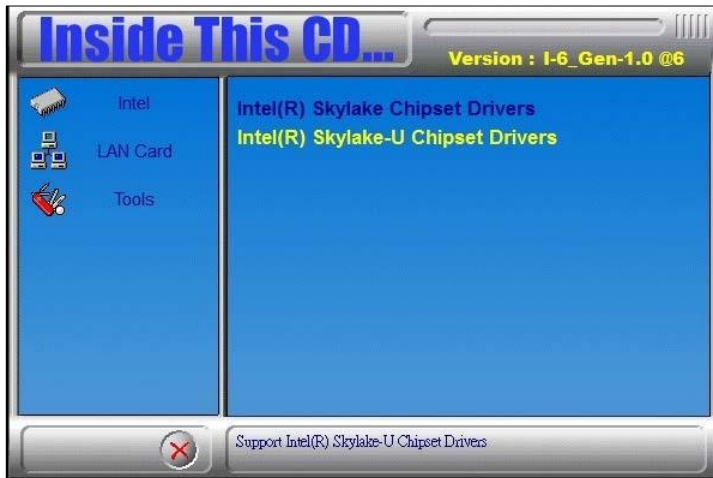 Inside This CD...
Version : I-6_Gen-1.0 @6
Intel
LAN Card
Tools
Intel(R) Skylake Chipset Drivers
Intel(R) Skylake-U Chipset Drivers
Support Intel(R) Skylake-U Chipset Drivers